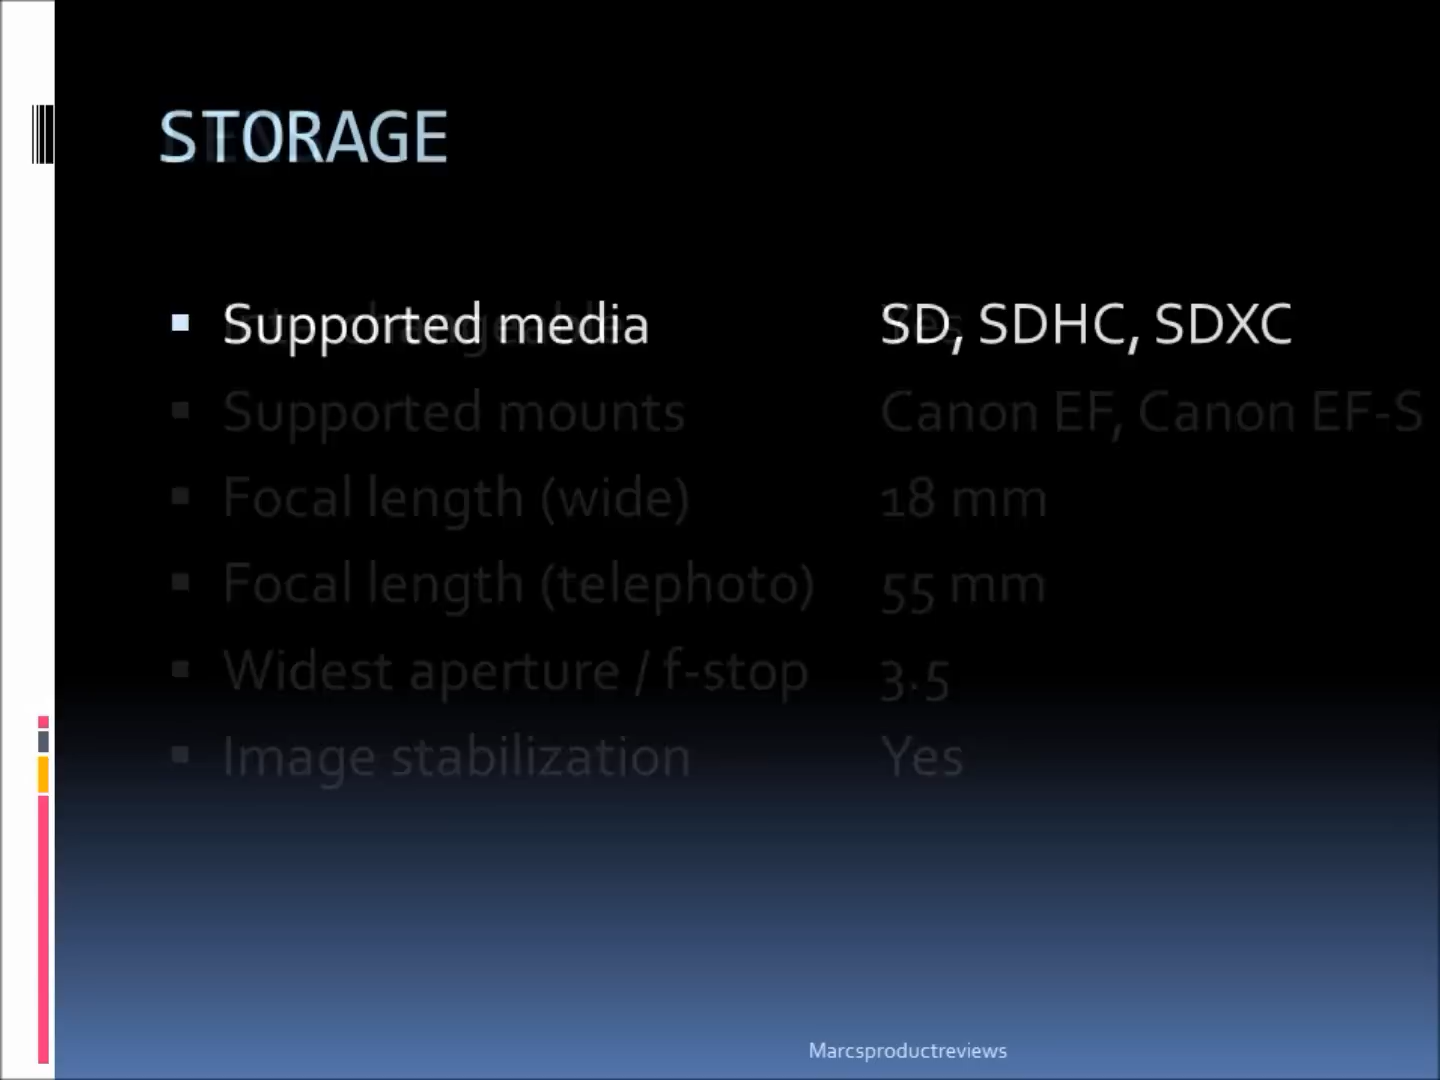 STORAGE
Supported media SD, SDHC, SDXC
Supported mounts Canon EF, Canon EF-S
Focal length (wide) 18 mm
Focal length (telephoto) 55 mm
Widest aperture / f-stop 3.5
Image stabilization Yes
Marcsproductreviews